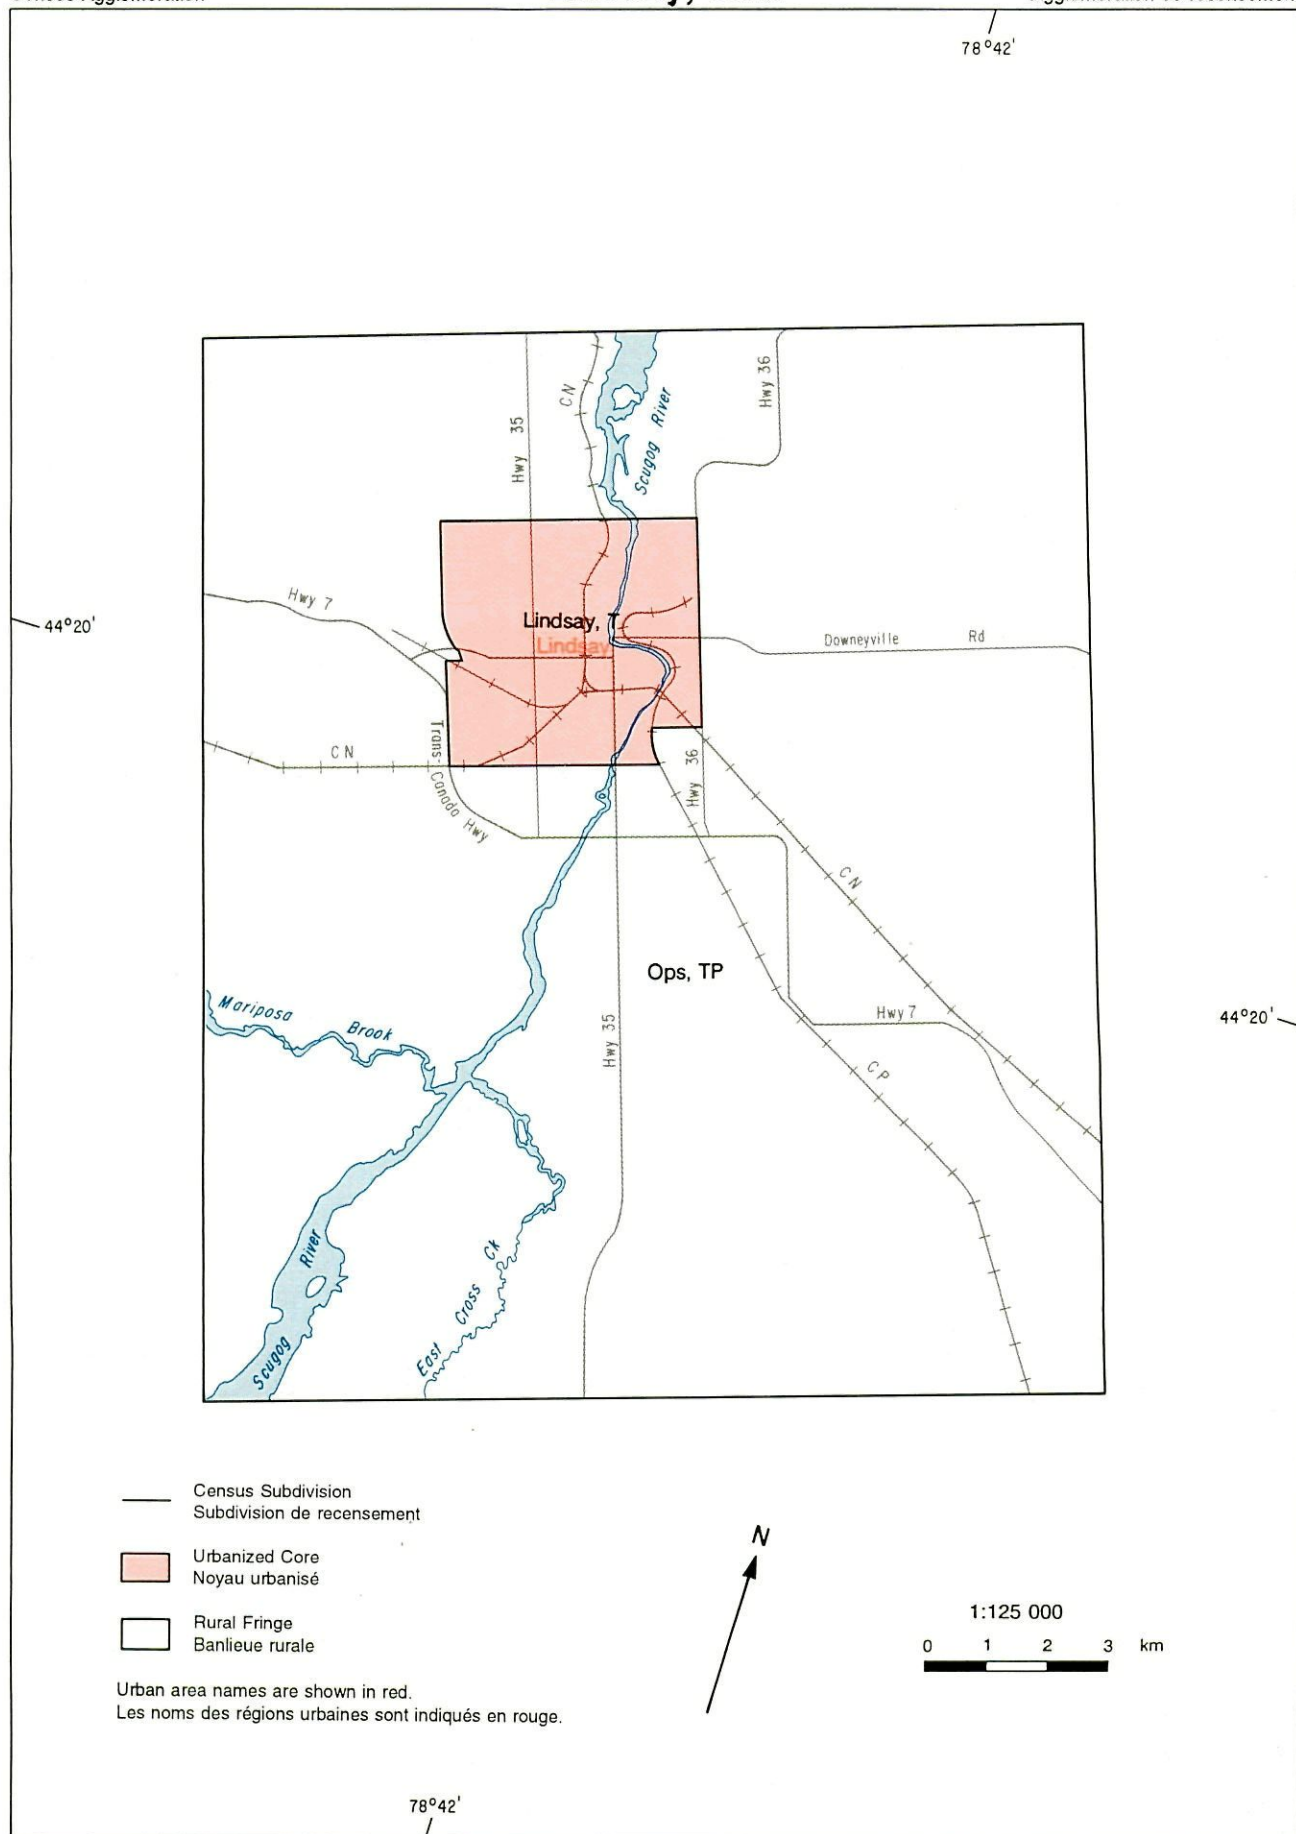 78°42'
Hwy 36
CN
Hwy 35
Scugog River
Hwy 7
44°20'
Lindsay, T
Lindsay
Downeyville Rd
CN
Trans-Canada Hwy
Hwy 36
CN
Ops, TP
Mariposa Brook
Hwy 35
Hwy 7
44°20'
CP
Scugog River
East Cross Ck
Census Subdivision
Subdivision de recensement
Urbanized Core
Noyau urbanisé
Rural Fringe
Banlieue rurale
Urban area names are shown in red.
Les noms des régions urbaines sont indiqués en rouge.
N
1:125 000
0 1 2 3 km
78°42'